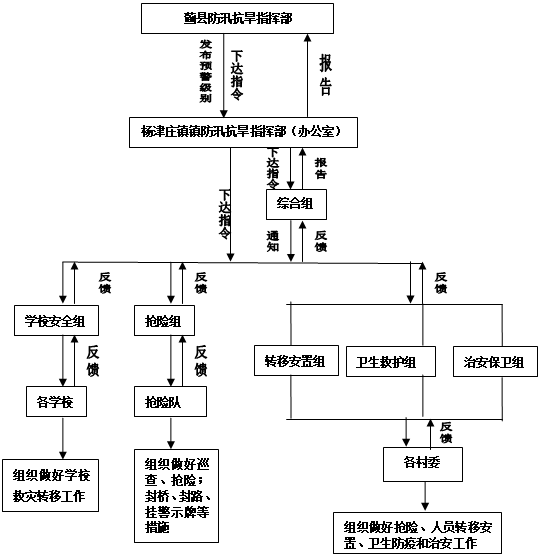 蓟县防汛抗旱指挥部
发布预警级别
下达指令
报告
杨津庄镇镇防汛抗旱指挥部（办公室）
下达指令
下达指令
报告
综合组
通知
反馈
反馈
反馈
反馈
学校安全组
抢险组
转移安置组
卫生救护组
治安保卫组
反馈
反馈
各学校
抢险队
反馈
各村委
组织做好学校
救灾转移工作
组织做好巡
查、抢险；
封桥、封路、
挂警示牌等
措施
组织做好抢险、人员转移安
置、卫生防疫和治安工作